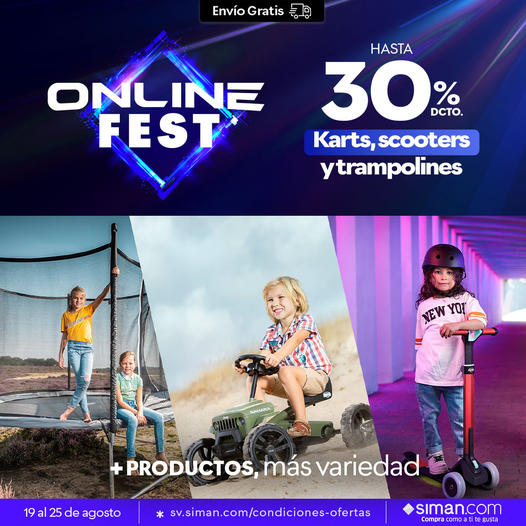 Envío Gratis
ONLINE
FEST
HASTA
30%
DCTO.
Karts, scooters
y trampolines
NEW YO
+ PRODUCTOS, más variedad
19 al 25 de agosto
* sv.siman.com/condiciones-ofertas
siman.com
Compra como a ti te gusta